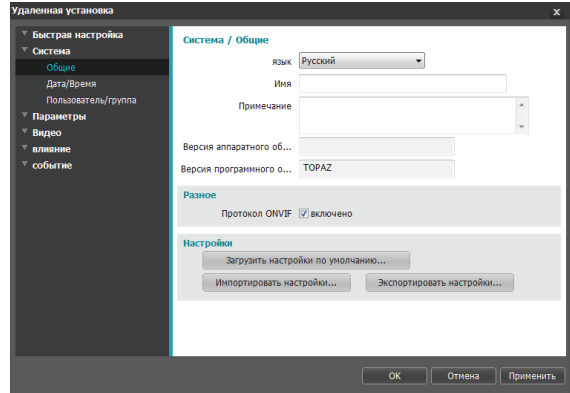 Удаленная установка
x
Быстрая настройка
Система
Общие
Дата/Время
Пользователь/группа
Параметры
Видео
влияние
событие
Система / Общие
язык Русский
Имя
Примечание
Версия аппаратного об...
Версия программного о... TOPAZ
Разное
Протокол ONVIF включено
Настройки
Загрузить настройки по умолчанию...
Импортировать настройки... Экспортировать настройки...
OK Отмена Применить